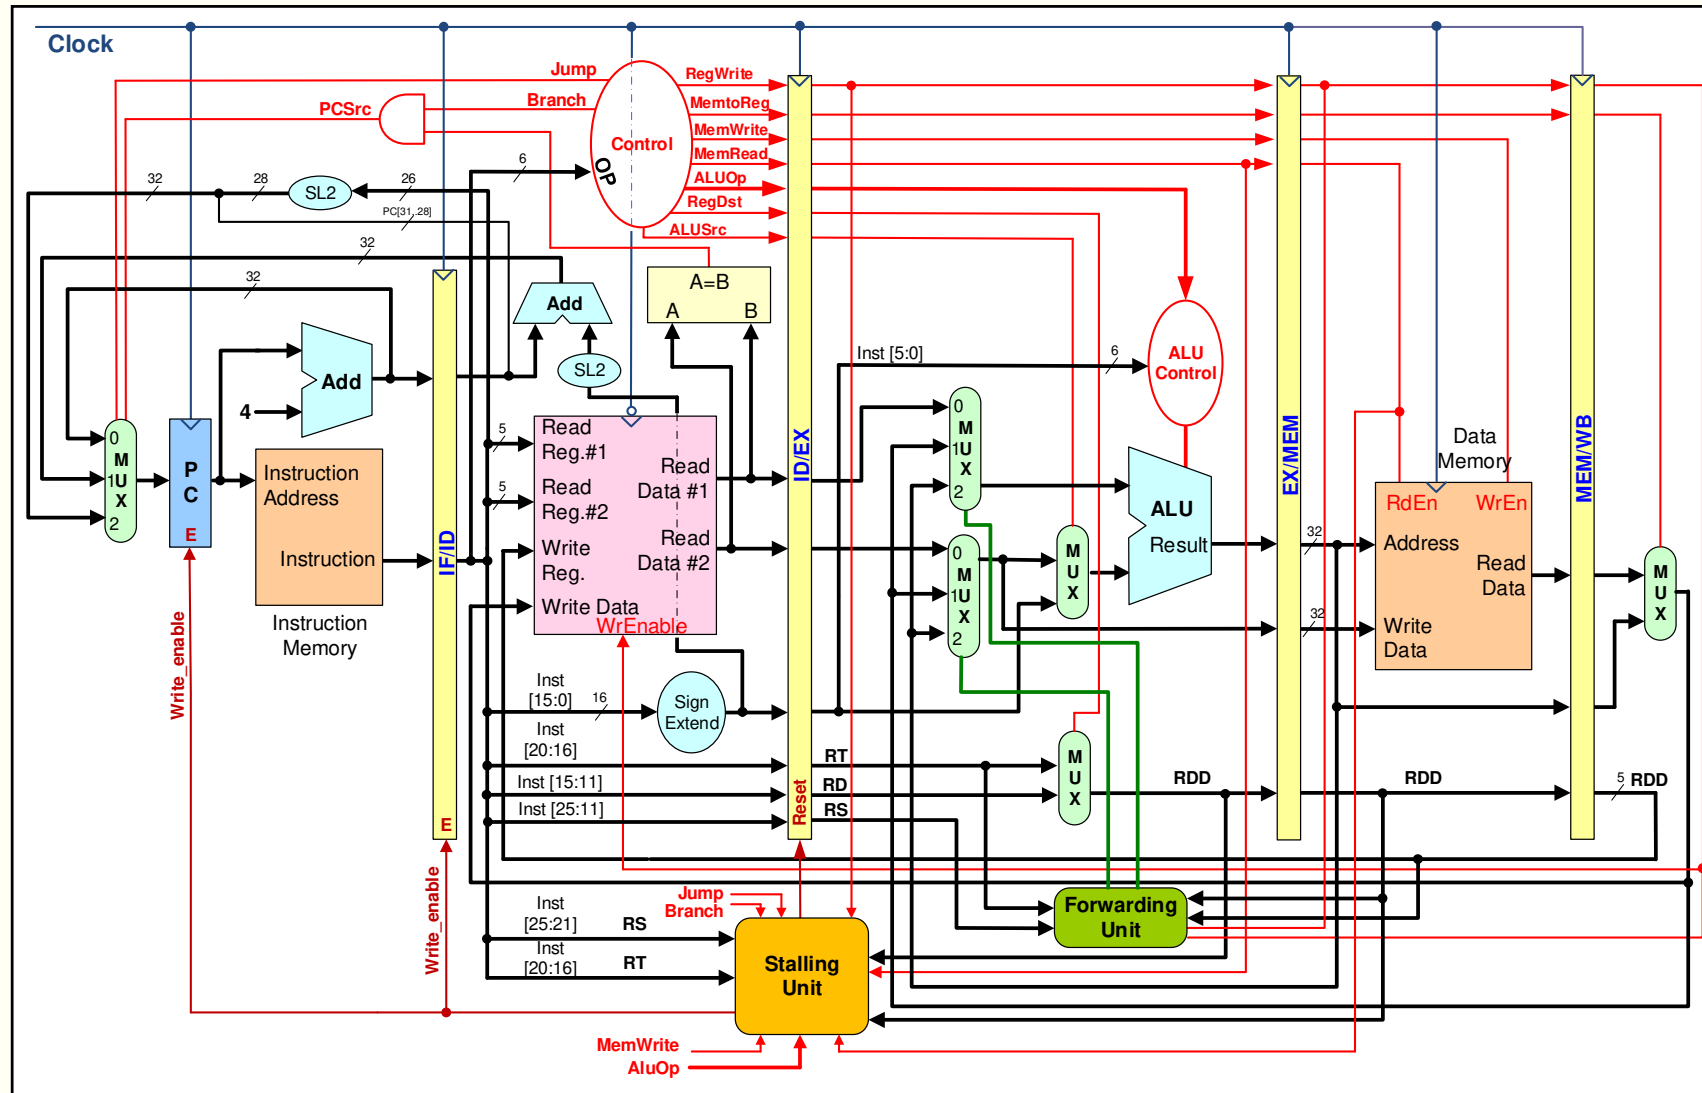 Clock
Jump
Branch
PCSrc
Control
OP
RegWrite
MemtoReg
MemWrite
MemRead
ALUOp
RegDst
ALUSrc
6
32
28
SL2
26
PC[31..28]
32
32
Add
4
Add
SL2
A=B
A
B
Inst [5:0]
6
ALU
Control
0
M
1U
X
2
P
C
E
Instruction
Address
Instruction
Instruction
Memory
IF/ID
E
5
5
Read
Reg.#1
Read
Reg.#2
Write
Reg.
Write Data
WrEnable
Read
Data #1
Read
Data #2
ID/EX
Reset
0
M
1U
X
2
0
M
1U
X
2
M
U
X
ALU
Result
EX/MEM
32
32
Data
Memory
RdEn
WrEn
Address
Read
Data
Write
Data
MEM/WB
M
U
X
Write_enable
Write_enable
Inst
[15:0]
16
Sign
Extend
Inst
[20:16]
Inst [15:11]
Inst [25:11]
RT
RD
RS
M
U
X
RDD
RDD
5
RDD
Jump
Branch
Inst
[25:21]
RS
Inst
[20:16]
RT
Stalling
Unit
Forwarding
Unit
MemWrite
AluOp